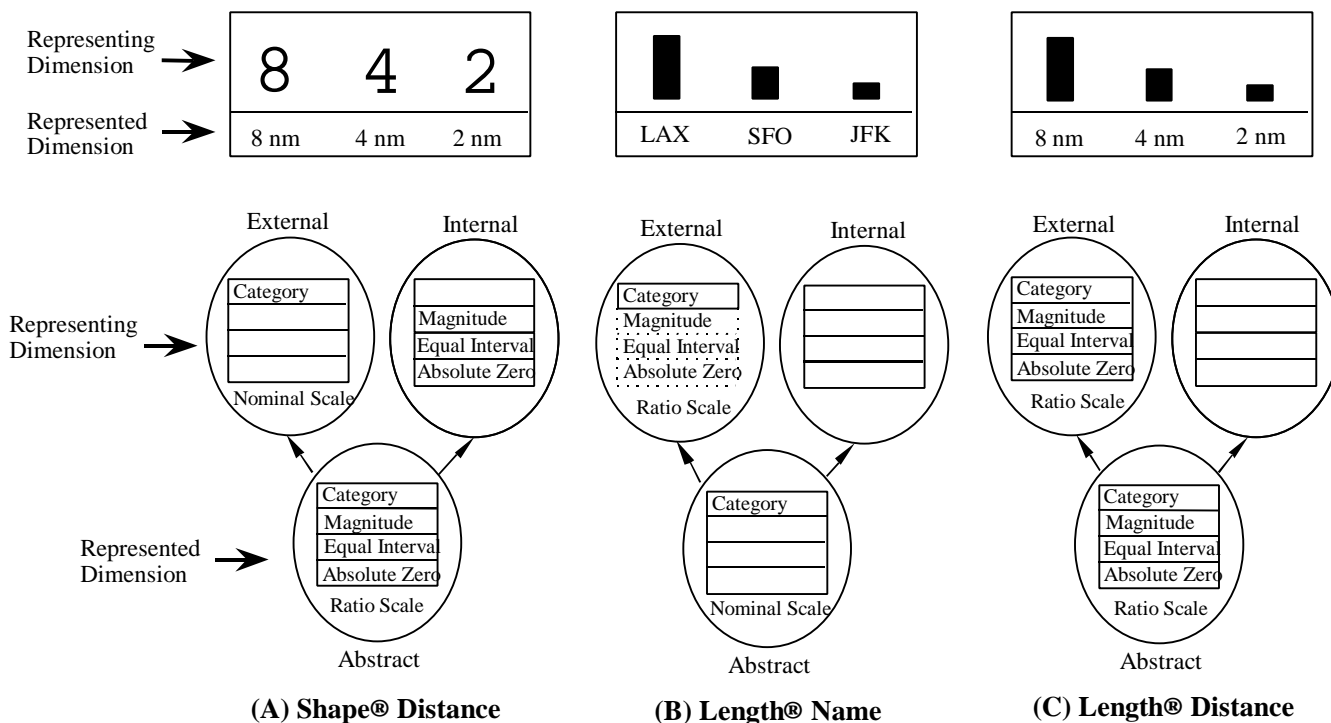 Representing
Dimension
8 4 2
Represented
Dimension
8 nm 4 nm 2 nm
LAX SFO JFK
8 nm 4 nm 2 nm
External Internal
External Internal
External Internal
Representing
Dimension
Category
Nominal Scale
Magnitude
Equal Interval
Absolute Zero
Category
Magnitude
Equal Interval
Absolute Zero
Ratio Scale
Category
Magnitude
Equal Interval
Absolute Zero
Ratio Scale
Represented
Dimension
Category
Magnitude
Equal Interval
Absolute Zero
Ratio Scale
Abstract
Category
Nominal Scale
Abstract
Category
Magnitude
Equal Interval
Absolute Zero
Ratio Scale
Abstract
(A) Shape® Distance
(B) Length® Name
(C) Length® Distance